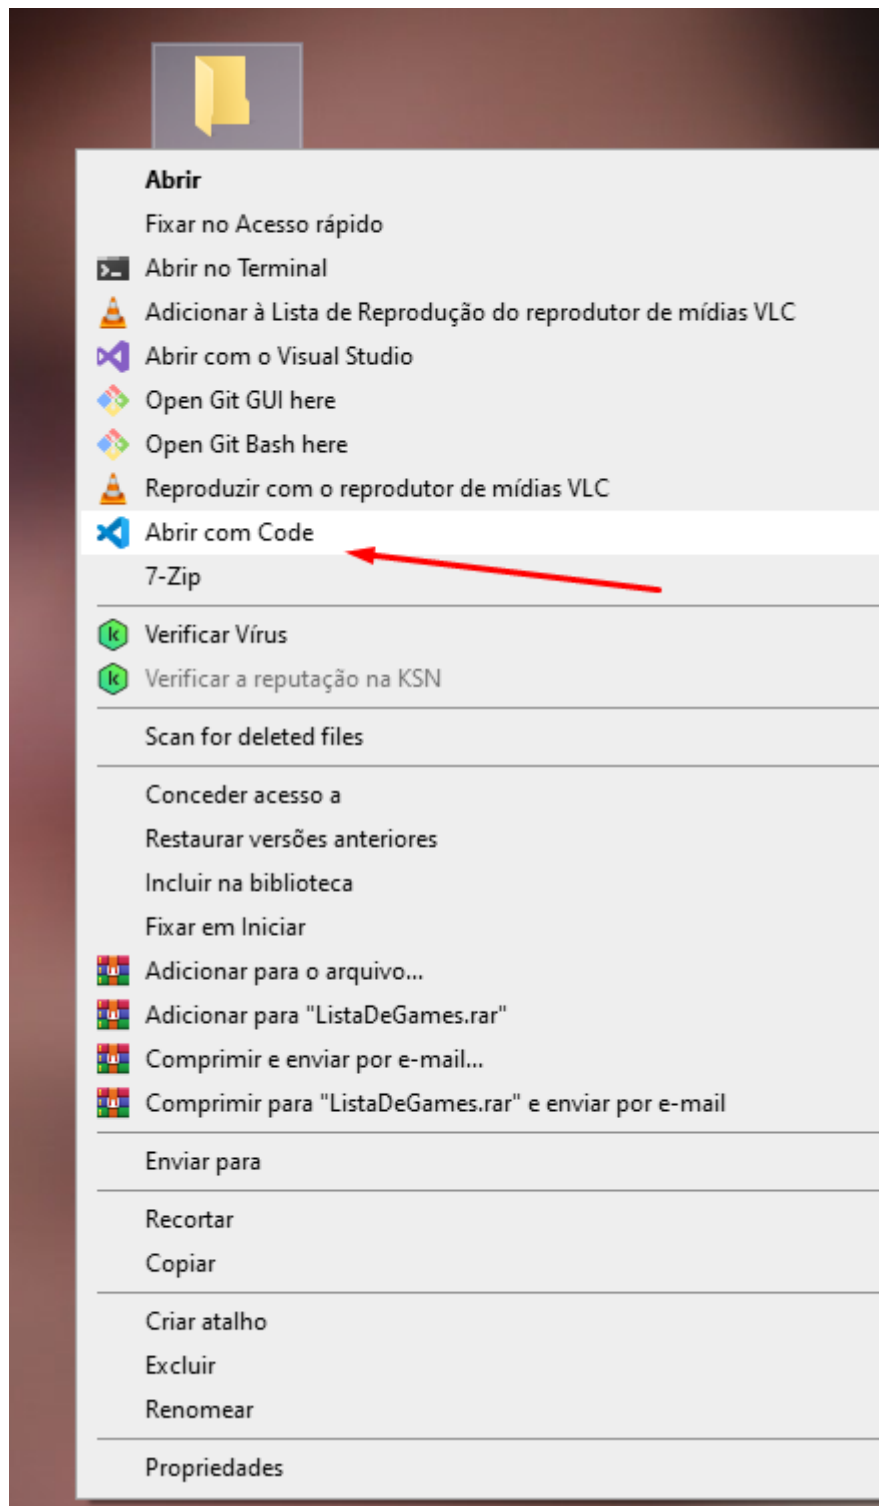 Abrir
Fixar no Acesso rápido
Abrir no Terminal
Adicionar à Lista de Reprodução do reprodutor de mídias VLC
Abrir com o Visual Studio
Open Git GUI here
Open Git Bash here
Reproduzir com o reprodutor de mídias VLC
Abrir com Code
7-Zip
Verificar Vírus
Verificar a reputação na KSN
Scan for deleted files
Conceder acesso a
Restaurar versões anteriores
Incluir na biblioteca
Fixar em Iniciar
Adicionar para o arquivo...
Adicionar para "ListaDeGames.rar"
Comprimir e enviar por e-mail...
Comprimir para "ListaDeGames.rar" e enviar por e-mail
Enviar para
Recortar
Copiar
Criar atalho
Excluir
Renomear
Propriedades